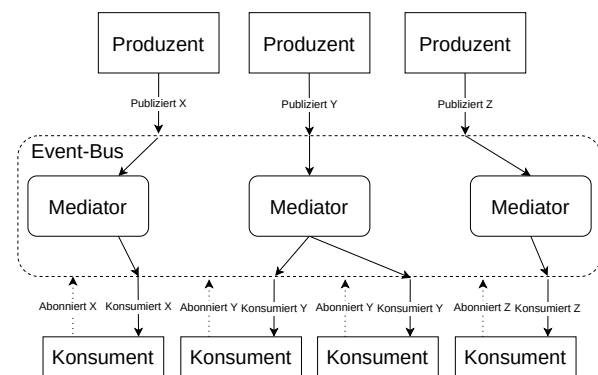 Produzent Produzent Produzent
Publiziert X Publiziert Y Publiziert Z
Event-Bus
Mediator Mediator Mediator
Abonniert X Konsumiert X Abonniert Y Konsumiert Y Abonniert Y Konsumiert Y Abonniert Z Konsumiert Z
Konsument Konsument Konsument Konsument